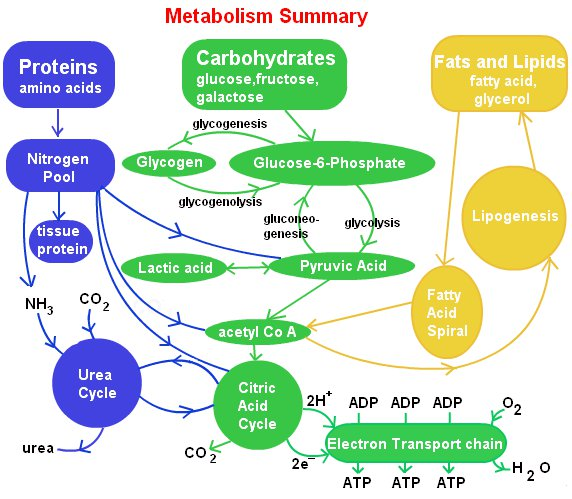 Metabolism Summary
Proteins
amino acids
Carbohydrates
glucose,fructose,
galactose
Fats and Lipids
fatty acid,
glycerol
glycogenesis
Nitrogen
Pool
Glycogen
Glucose-6-Phosphate
glycogenolysis
gluconeo-
genesis
glycolysis
Lipogenesis
tissue
protein
Lactic acid
Pyruvic Acid
NH3
CO2
Fatty
Acid
Spiral
acetyl Co A
Urea
Cycle
Citric
Acid
Cycle
2H+
ADP ADP ADP
O2
Electron Transport chain
urea
CO2
2e–
H2O
ATP ATP ATP